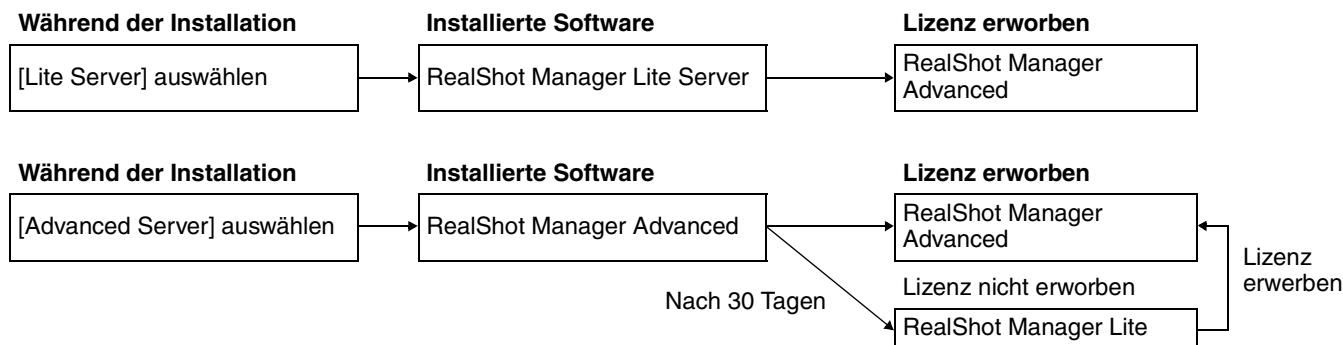 Während der Installation
Installierte Software
Lizenz erworben
[Lite Server] auswählen
RealShot Manager Lite Server
RealShot Manager
Advanced
Während der Installation
Installierte Software
Lizenz erworben
[Advanced Server] auswählen
RealShot Manager Advanced
RealShot Manager
Advanced
Lizenz
erwerben
Nach 30 Tagen
Lizenz nicht erworben
RealShot Manager Lite